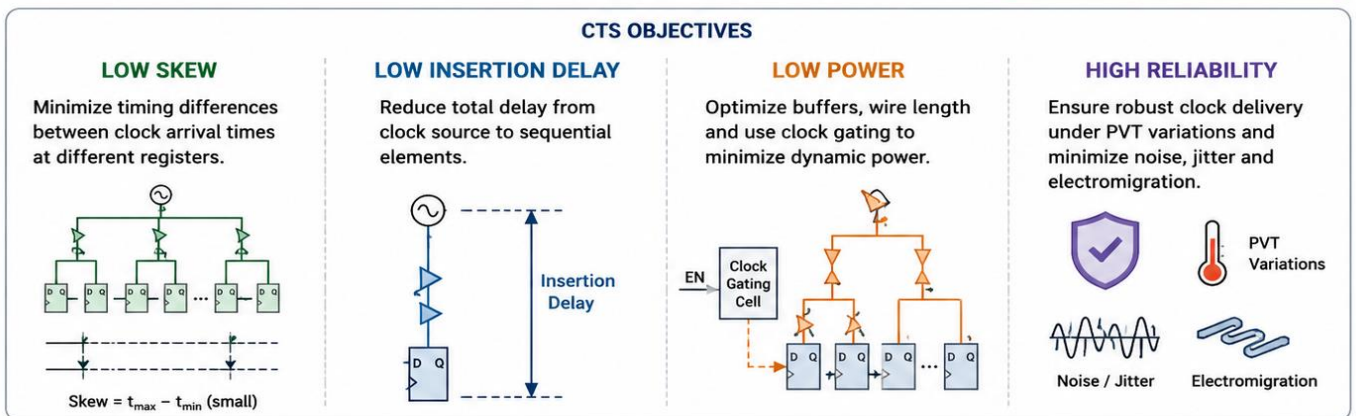 CTS OBJECTIVES
LOW SKEW
Minimize timing differences
between clock arrival times
at different registers.
D Q
D Q
D Q
D Q
...
D Q
D Q
Skew = tmax − tmin (small)
LOW INSERTION DELAY
Reduce total delay from
clock source to sequential
elements.
Insertion
Delay
D Q
LOW POWER
Optimize buffers, wire length
and use clock gating to
minimize dynamic power.
EN
Clock
Gating
Cell
D Q
D Q
D Q
...
D Q
HIGH RELIABILITY
Ensure robust clock delivery
under PVT variations and
minimize noise, jitter and
electromigration.
PVT
Variations
Noise / Jitter
Electromigration